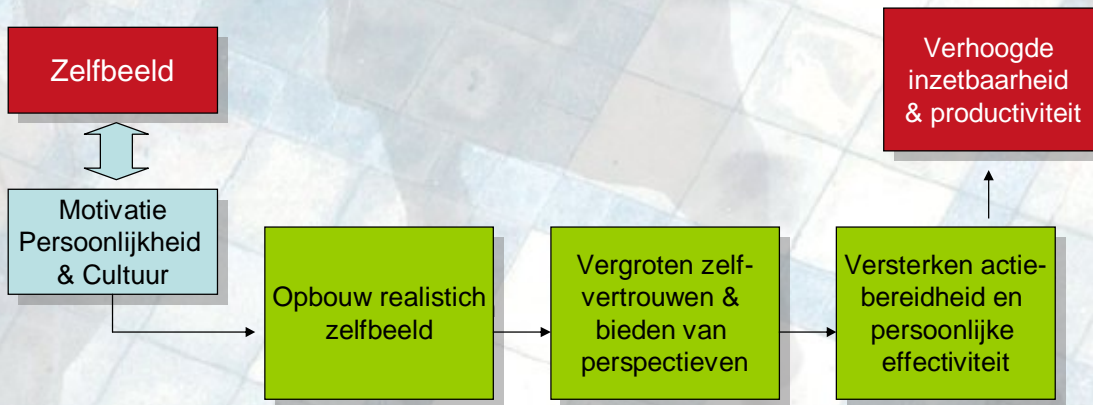 Zelfbeeld
Motivatie
Persoonlijkheid
& Cultuur
Opbouw realistich
zelfbeeld
Vergroten zelf-
vertrouwen &
bieden van
perspectieven
Versterken actie-
bereidheid en
persoonlijke
effectiviteit
Verhoogde
inzetbaarheid
& productiviteit